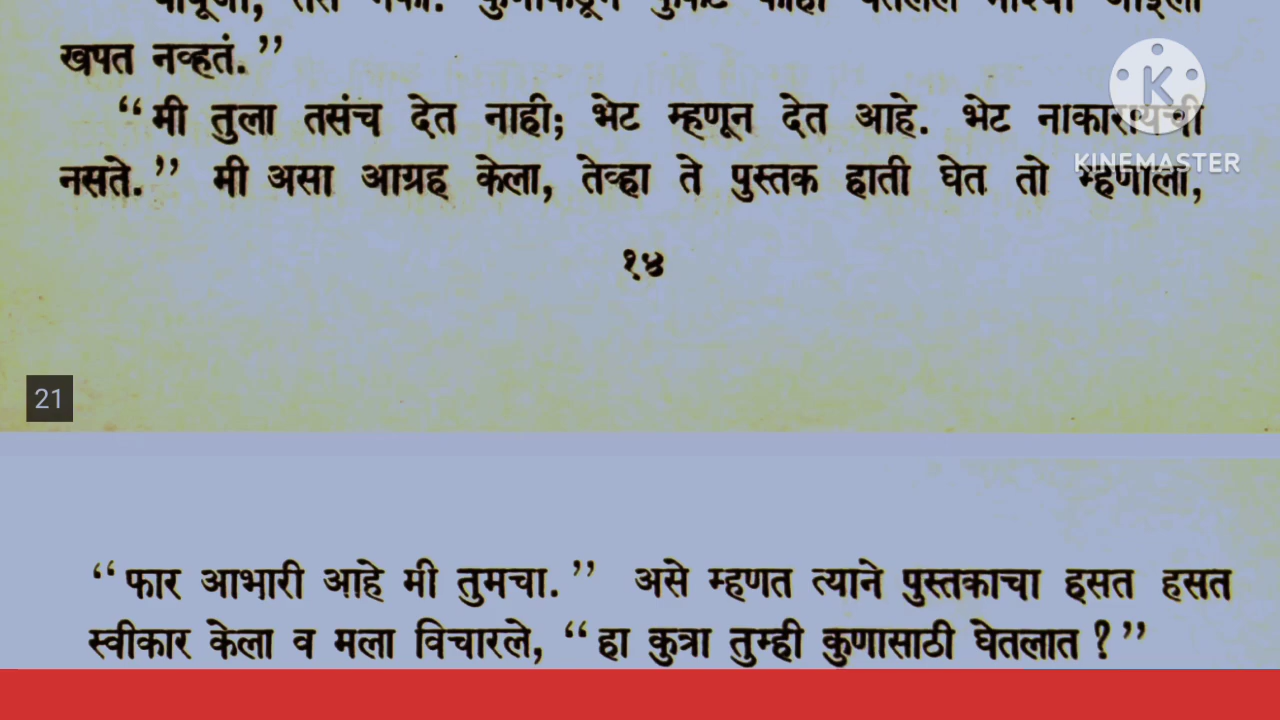 खपत नव्हतं.”
“मी तुला तसंच देत नाही; भेट म्हणून देत आहे. भेट नाकारायची
नसते.” मी असा आग्रह केला, तेव्हा ते पुस्तक हाती घेत तो म्हणाला,
१४
21
“फार आभारी आहे मी तुमचा.” असे म्हणत त्याने पुस्तकाचा हसत हसत
स्वीकार केला व मला विचारले, “हा कुत्रा तुम्ही कुणासाठी घेतलात ?”
K
KINEMASTER